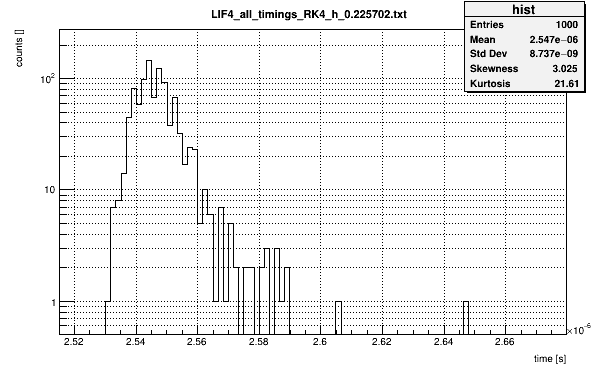 LIF4_all_timings_RK4_h_0.225702.txt
hist
Entries 1000
Mean 2.547e−06
Std Dev 8.737e−09
Skewness 3.025
Kurtosis 21.61
counts []
10²
10
1
2.52 2.54 2.56 2.58 2.6 2.62 2.64 2.66
×10⁻⁶
time [s]